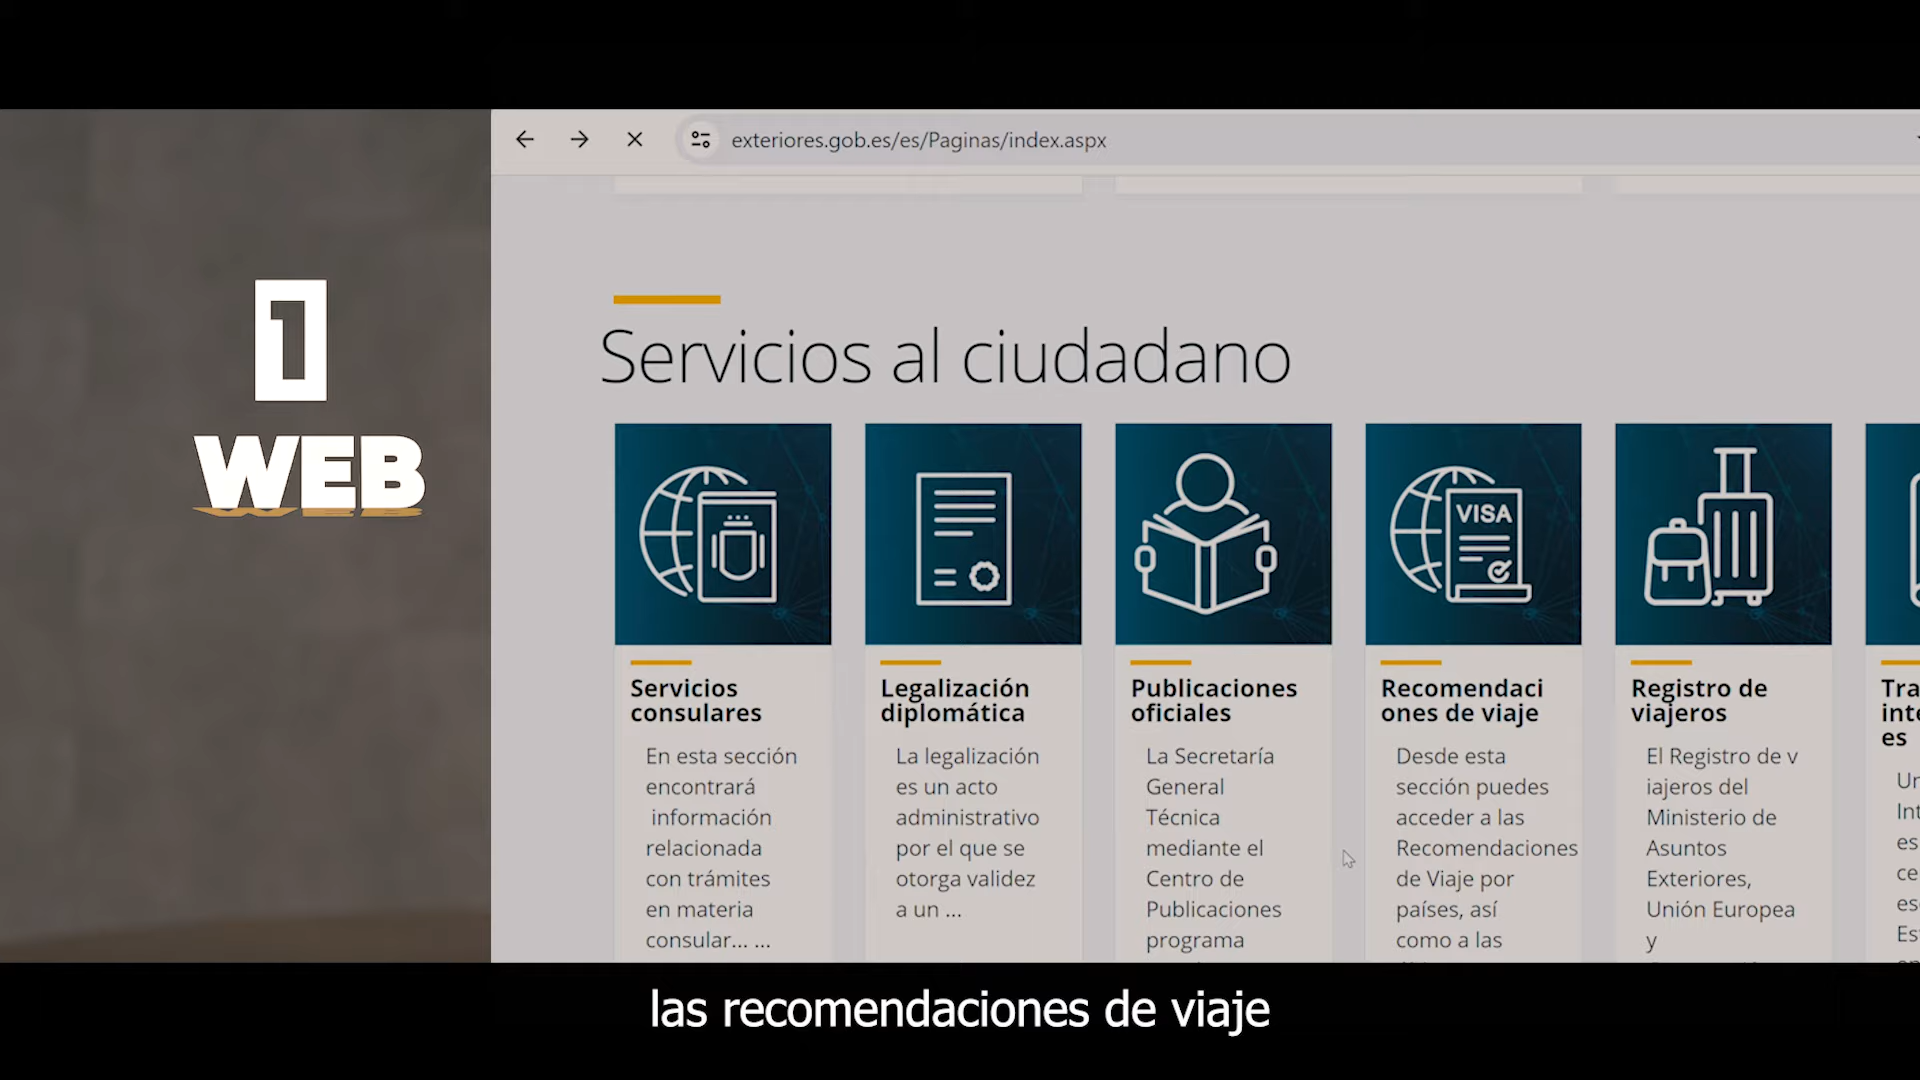 exteriores.gob.es/es/Paginas/index.aspx
1
WEB
Servicios al ciudadano
VISA
Servicios
consulares
En esta sección
encontrará
información
relacionada
con trámites
en materia
consular... ...
Legalización
diplomática
La legalización
es un acto
administrativo
por el que se
otorga validez
a un ...
Publicaciones
oficiales
La Secretaría
General
Técnica
mediante el
Centro de
Publicaciones
programa
Recomendaci
ones de viaje
Desde esta
sección puedes
acceder a las
Recomendaciones
de Viaje por
países, así
como a las
Registro de
viajeros
El Registro de v
iajeros del
Ministerio de
Asuntos
Exteriores,
Unión Europea
y
las recomendaciones de viaje